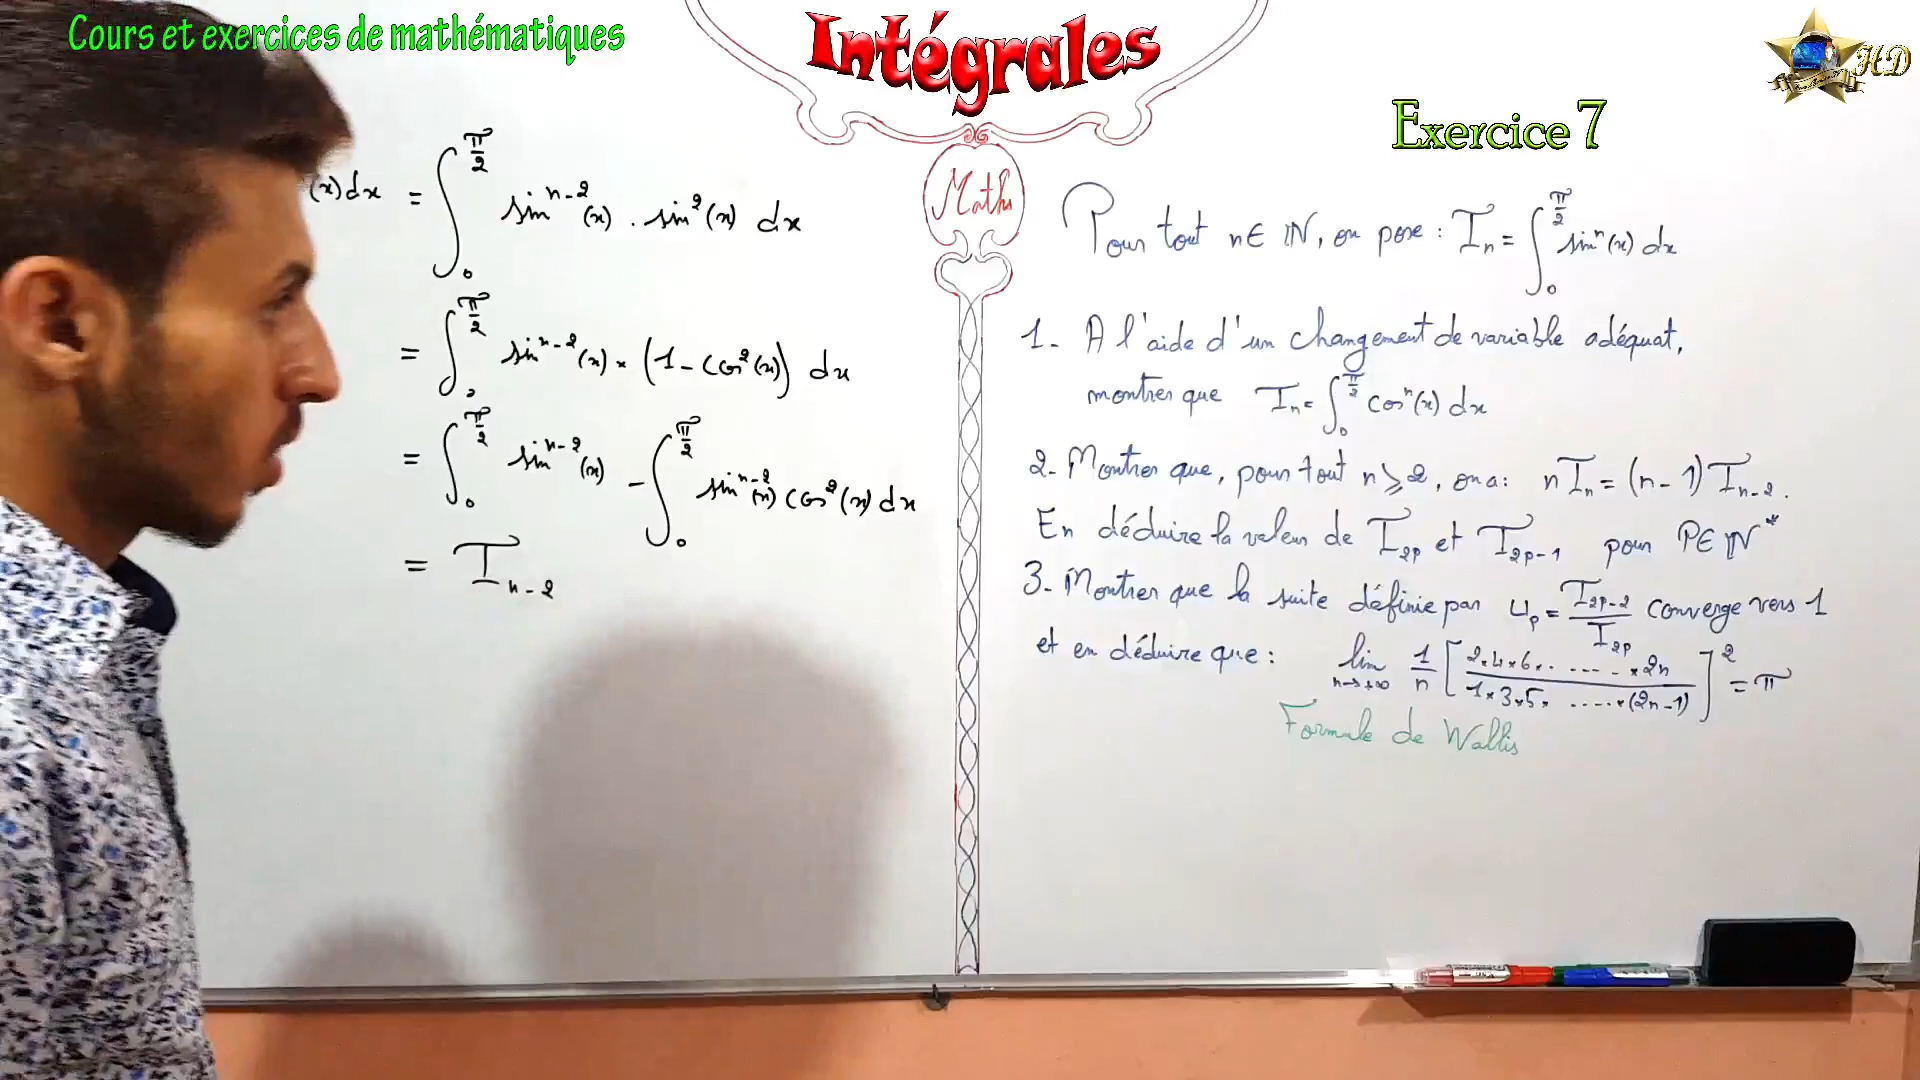 Cours et exercices de mathématiques
Intégrales
HD
Exercice 7
Maths
(x) dx = ∫₀^{π/2} sin^{n-2}(x) . sin²(x) dx
= ∫₀^{π/2} sin^{n-2}(x) × (1 - cos²(x)) dx
= ∫₀^{π/2} sin^{n-2}(x) - ∫₀^{π/2} sin^{n-2}(x) cos²(x) dx
= I_{n-2}
Pour tout n ∈ ℕ, on pose : I_n = ∫₀^{π/2} sin^n(x) dx
1- A l'aide d'un changement de variable adéquat,
montrer que I_n = ∫₀^{π/2} cos^n(x) dx
2- Montrer que, pour tout n ⩾ 2, on a : n I_n = (n-1) I_{n-2}.
En déduire la valeur de I_{2p} et I_{2p-1} pour P ∈ ℕ*
3- Montrer que la suite définie par u_p = I_{2p-2} / I_{2p} converge vers 1
et en déduire que : lim_{n→+∞} 1/n [ 2×4×6×.....×2n / 1×3×5×.....×(2n-1) ]² = π
Formule de Wallis